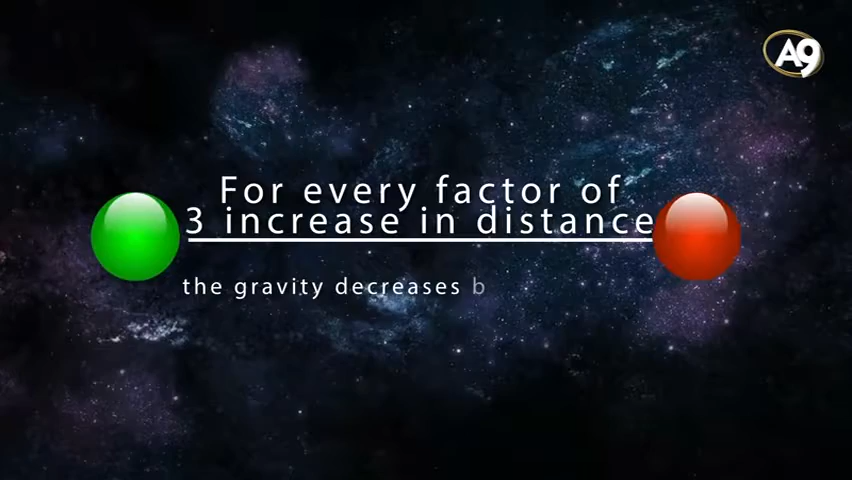 A9
For every factor of
3 increase in distance
the gravity decreases b